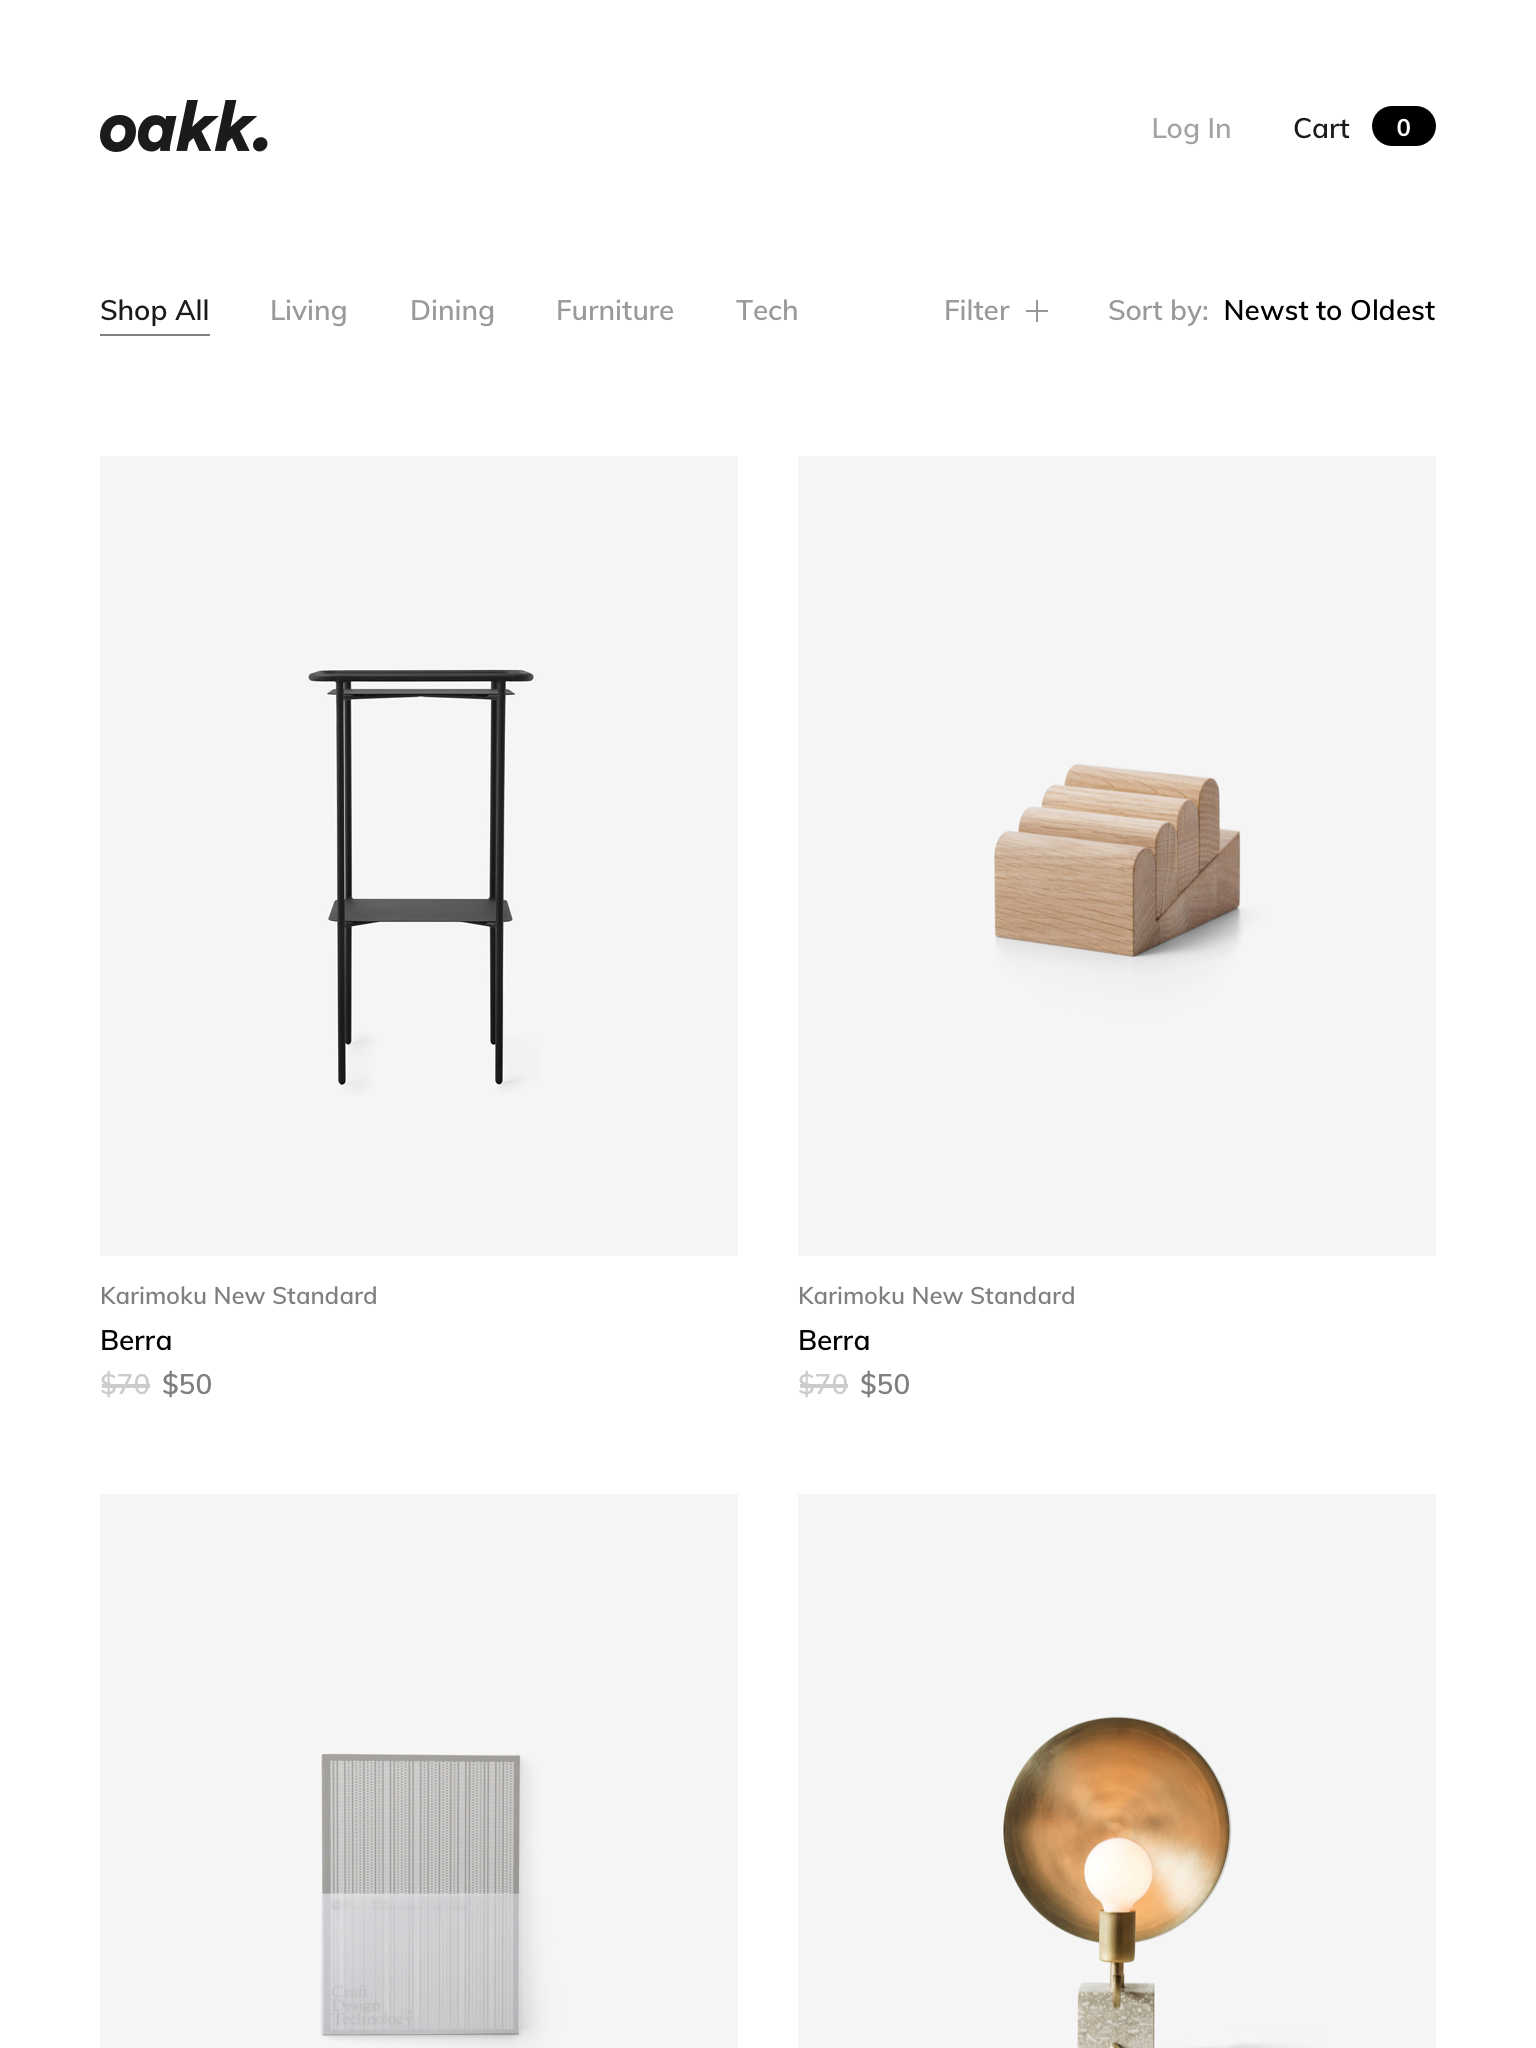 oakk.
Log In Cart 0
Shop All Living Dining Furniture Tech Filter Sort by: Newst to Oldest
Karimoku New Standard
Berra
$70 $50
Karimoku New Standard
Berra
$70 $50
Craft
Design
Technology